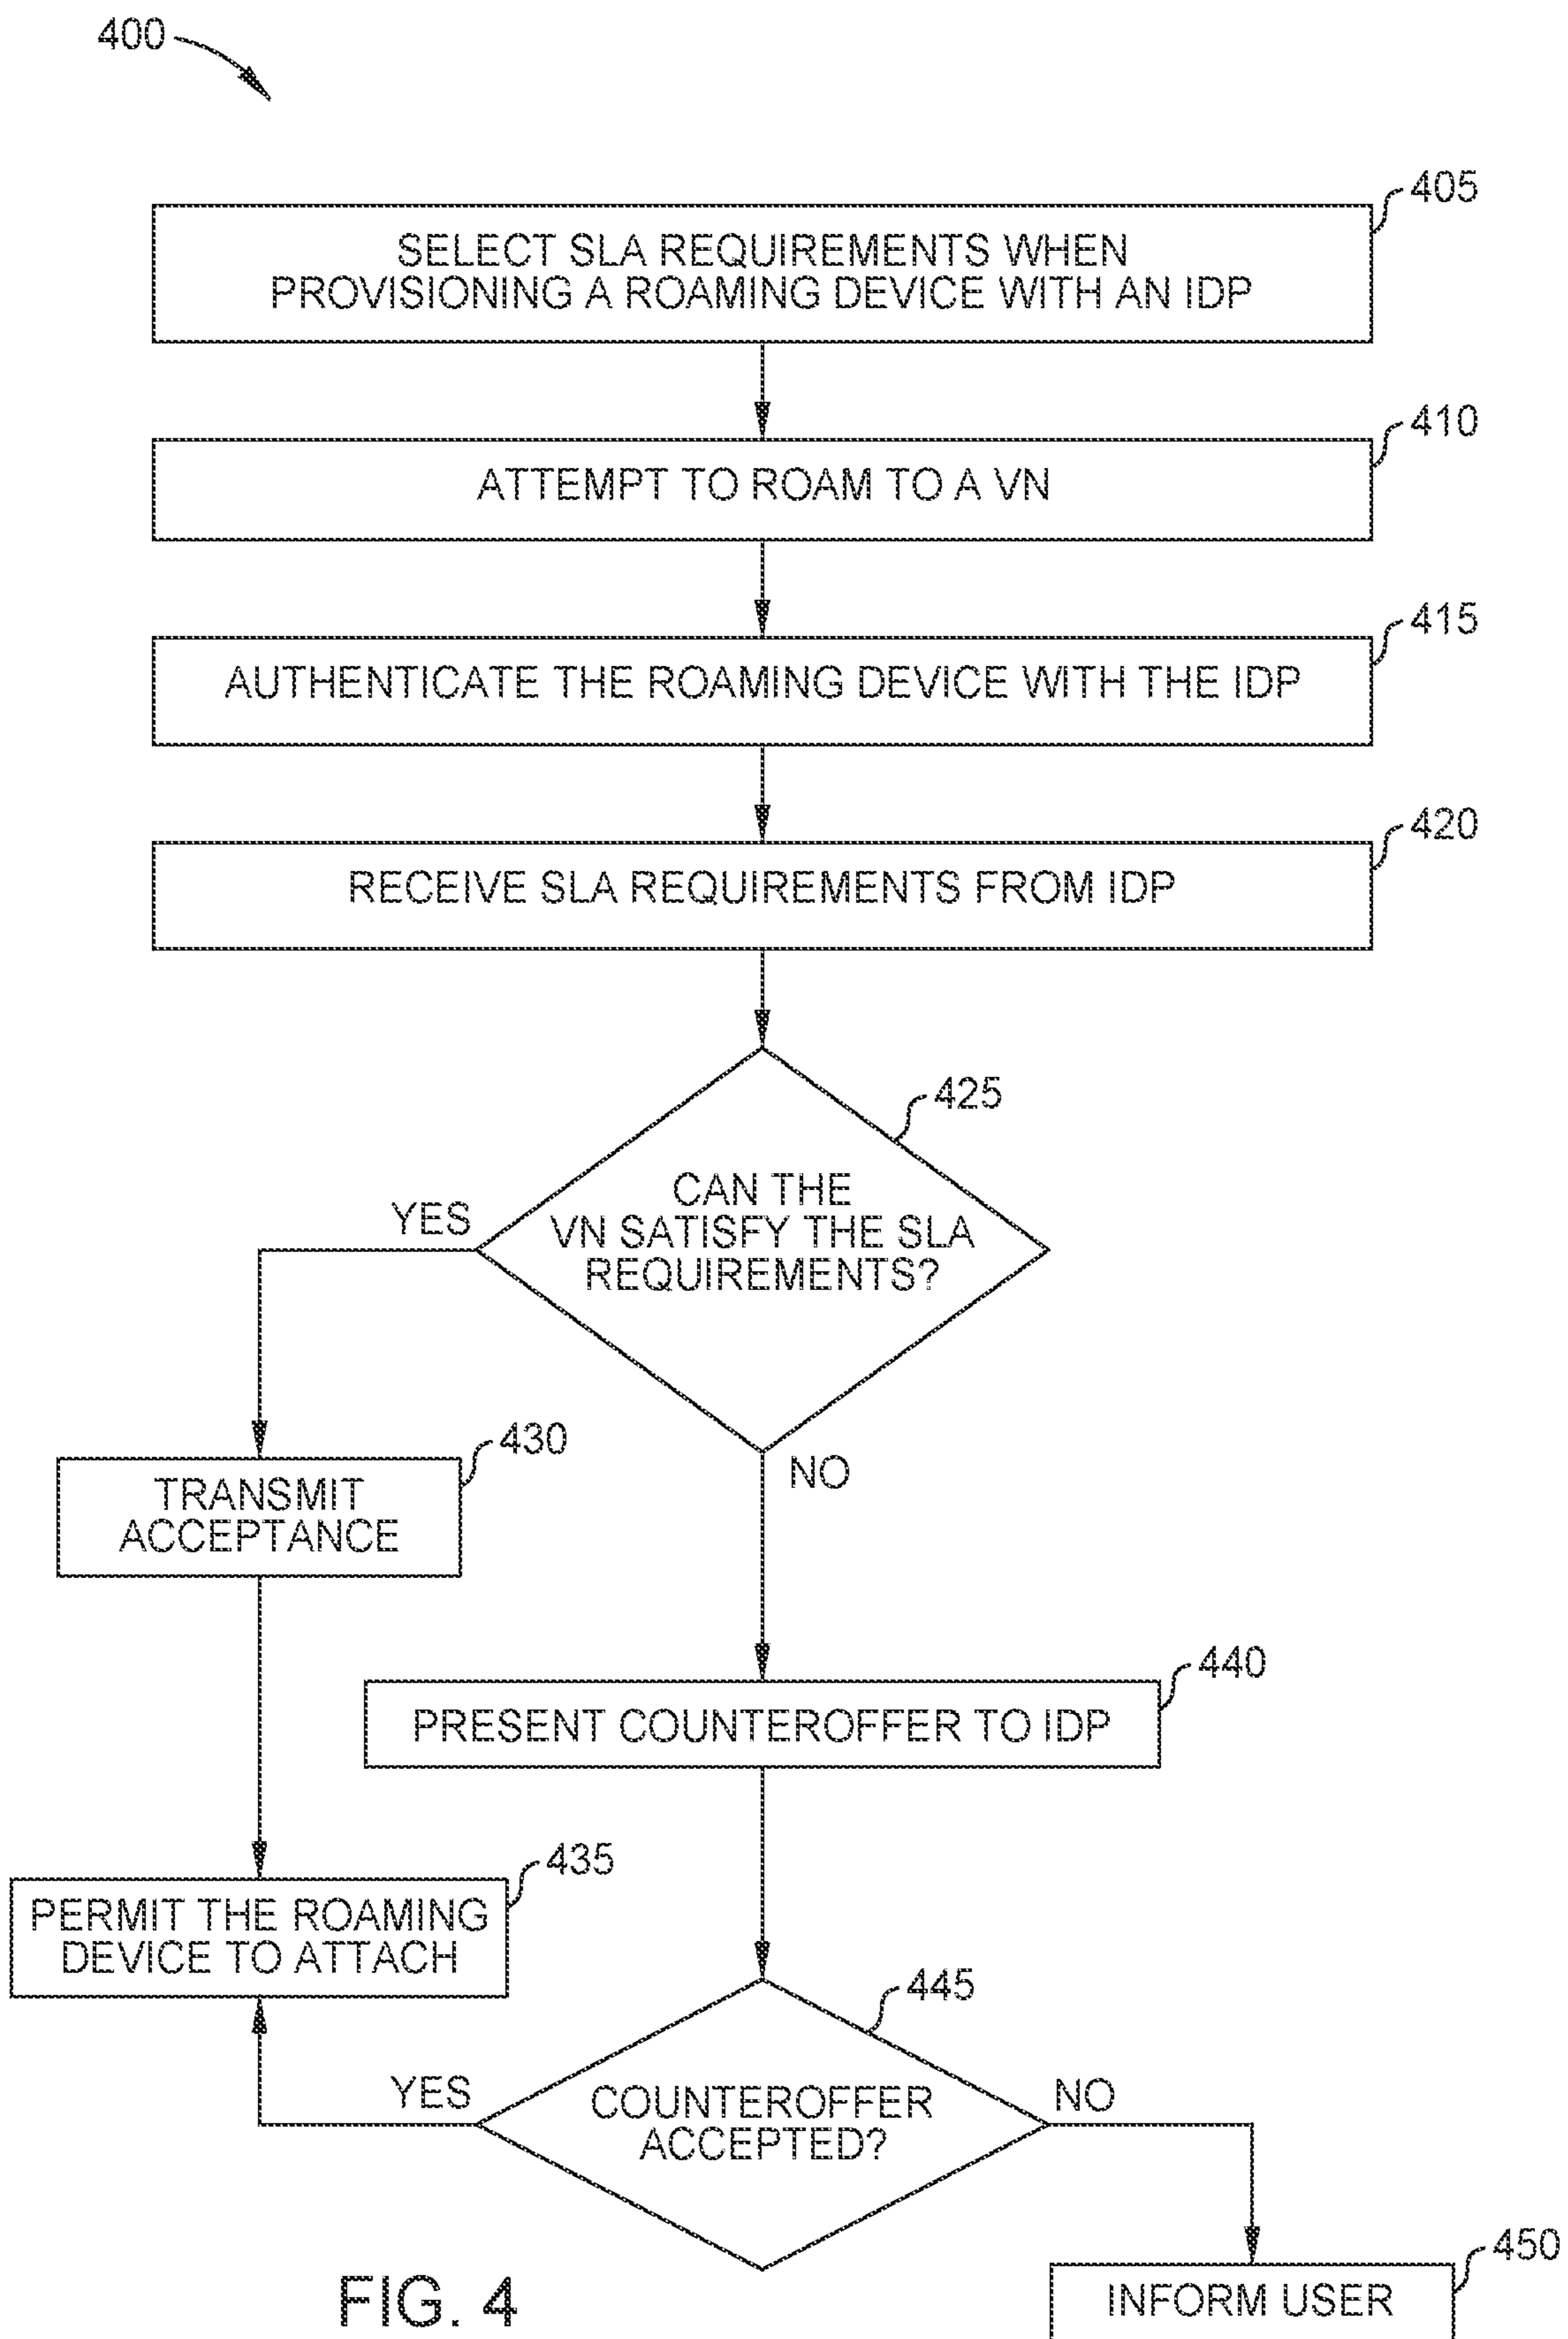 400
405
SELECT SLA REQUIREMENTS WHEN
PROVISIONING A ROAMING DEVICE WITH AN IDP
410
ATTEMPT TO ROAM TO A VN
415
AUTHENTICATE THE ROAMING DEVICE WITH THE IDP
420
RECEIVE SLA REQUIREMENTS FROM IDP
425
CAN THE
VN SATISFY THE SLA
REQUIREMENTS?
YES
NO
430
TRANSMIT
ACCEPTANCE
440
PRESENT COUNTEROFFER TO IDP
435
PERMIT THE ROAMING
DEVICE TO ATTACH
445
COUNTEROFFER
ACCEPTED?
YES
NO
450
INFORM USER
FIG. 4